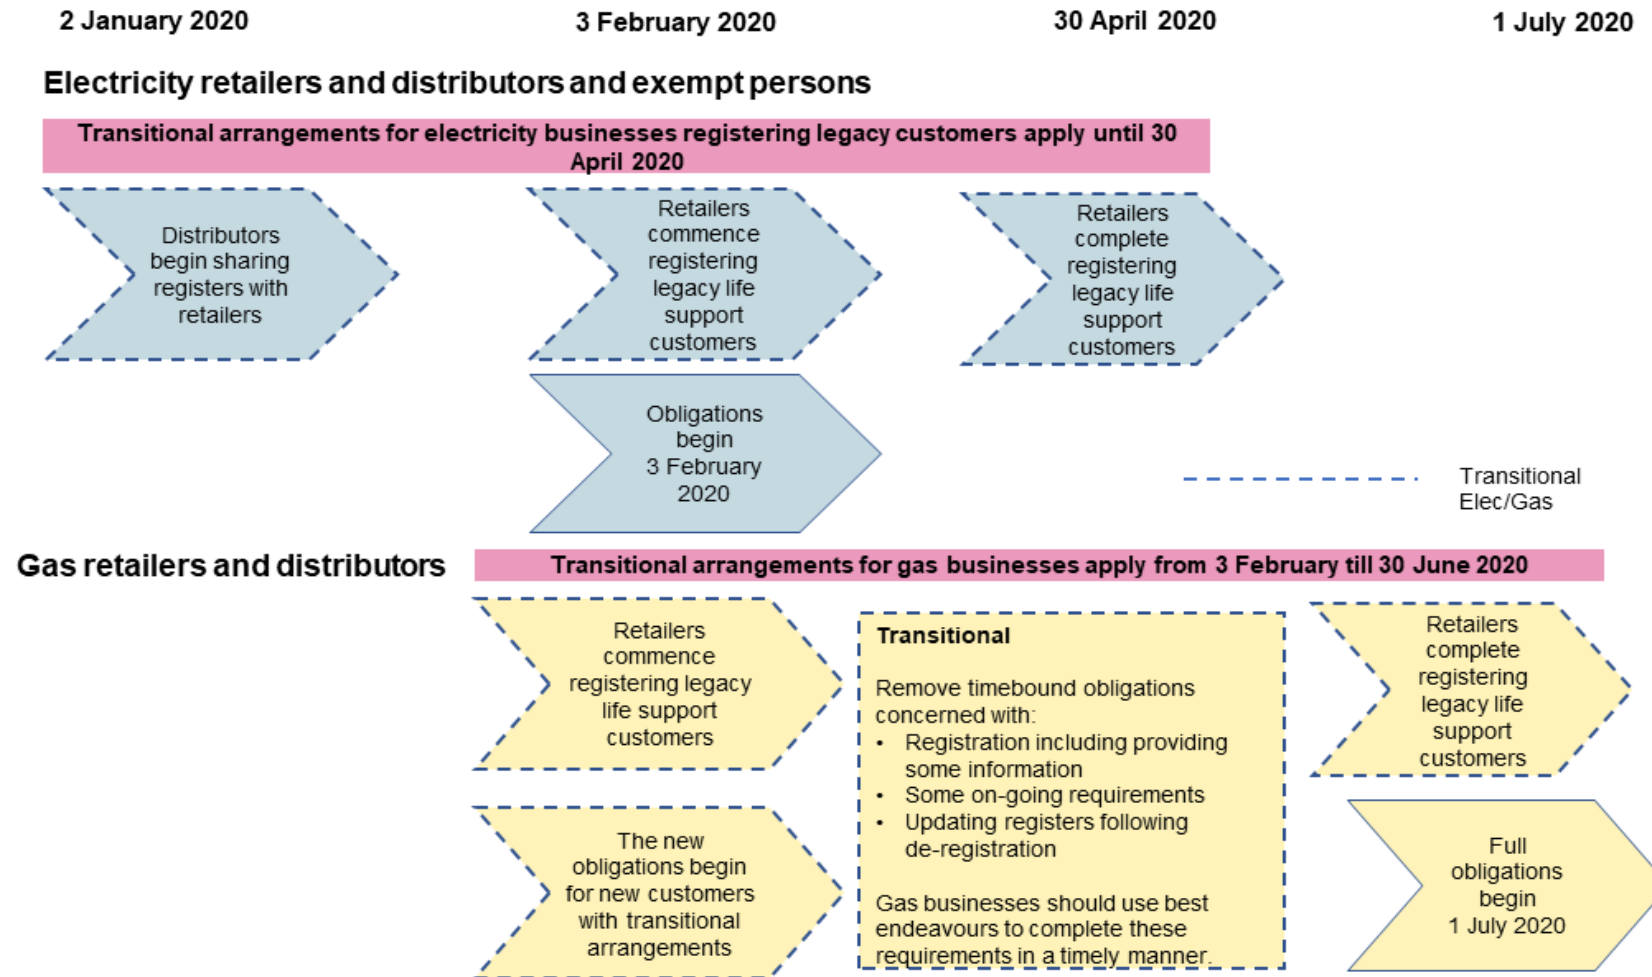 2 January 2020
3 February 2020
30 April 2020
1 July 2020
Electricity retailers and distributors and exempt persons
Transitional arrangements for electricity businesses registering legacy customers apply until 30
April 2020
Distributors
begin sharing
registers with
retailers
Retailers
commence
registering
legacy life
support
customers
Retailers
complete
registering
legacy life
support
customers
Obligations
begin
3 February
2020
Transitional
Elec/Gas
Gas retailers and distributors
Transitional arrangements for gas businesses apply from 3 February till 30 June 2020
Retailers
commence
registering legacy
life support
customers
Transitional
Remove timebound obligations
concerned with:
• Registration including providing
some information
• Some on-going requirements
• Updating registers following
de-registration
Gas businesses should use best
endeavours to complete these
requirements in a timely manner.
Retailers
complete
registering
legacy life
support
customers
The new
obligations begin
for new customers
with transitional
arrangements
Full
obligations
begin
1 July 2020